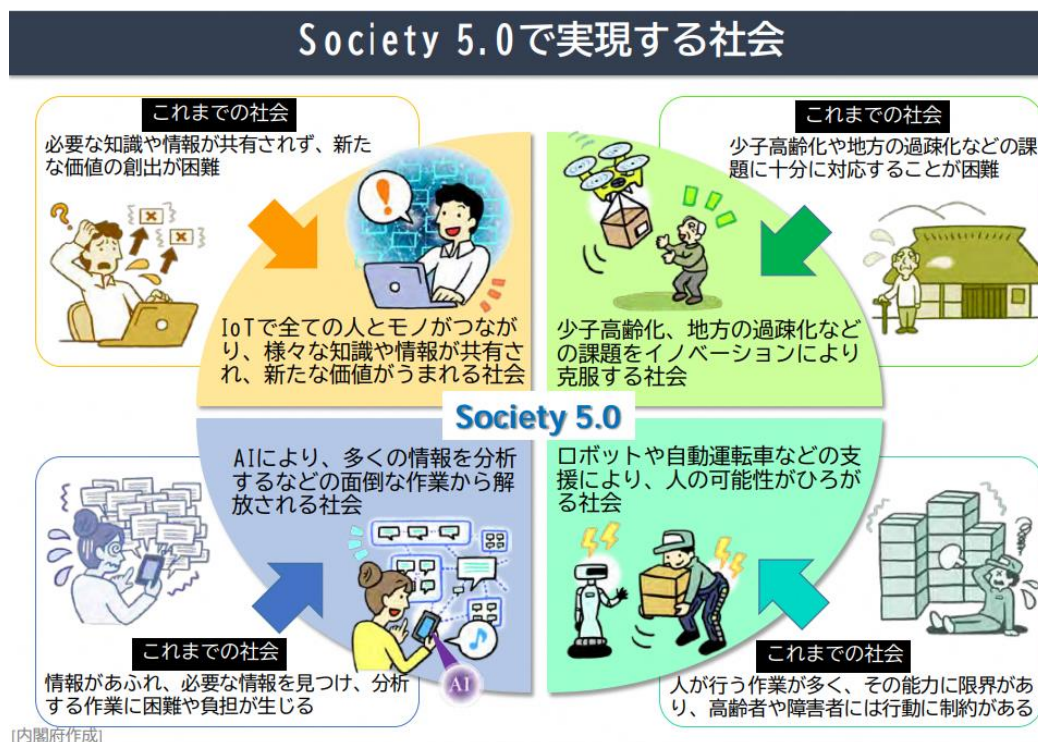 Society 5.0で実現する社会
これまでの社会
必要な知識や情報が共有されず、新た
な価値の創出が困難
これまでの社会
少子高齢化や地方の過疎化などの課
題に十分に対応することが困難
IoTで全ての人とモノがつなが
り、様々な知識や情報が共有さ
れ、新たな価値がうまれる社会
少子高齢化、地方の過疎化など
の課題をイノベーションにより
克服する社会
Society 5.0
AIにより、多くの情報を分析
するなどの面倒な作業から解
放される社会
ロボットや自動運転車などの支
援により、人の可能性がひろが
る社会
AI
これまでの社会
情報があふれ、必要な情報を見つけ、分析
する作業に困難や負担が生じる
これまでの社会
人が行う作業が多く、その能力に限界があ
り、高齢者や障害者には行動に制約がある
[内閣府作成]